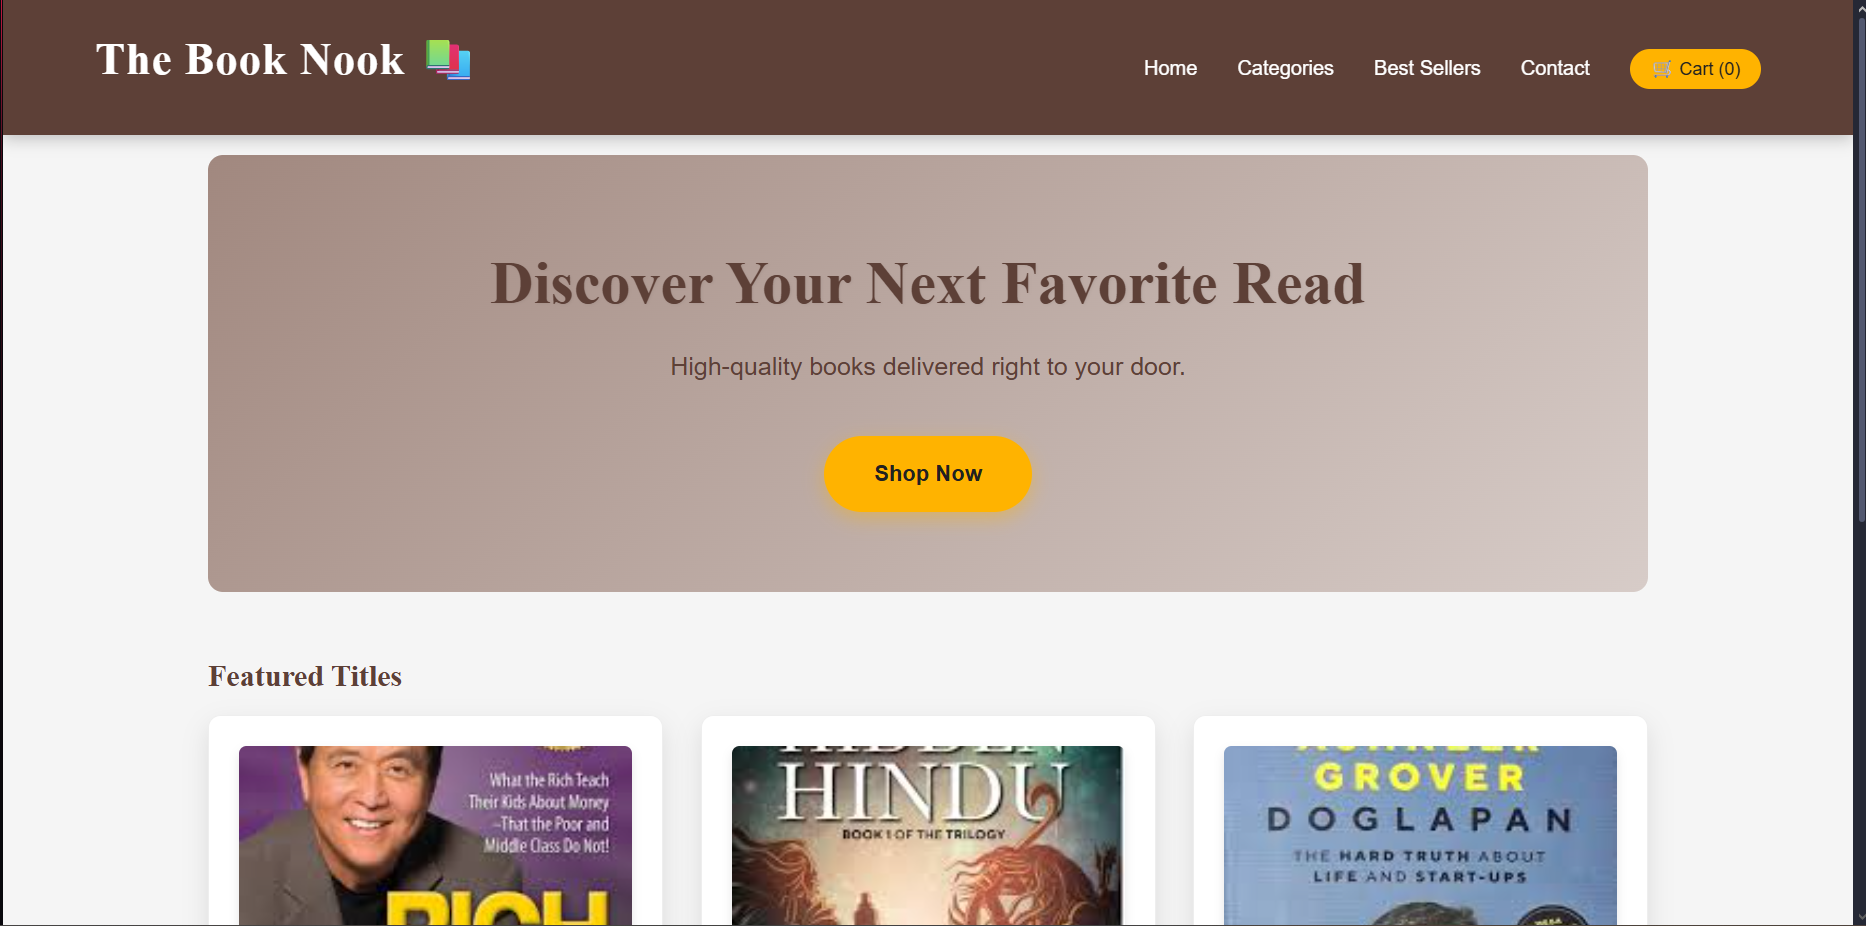 The Book Nook
Home
Categories
Best Sellers
Contact
Cart (0)
Discover Your Next Favorite Read
High-quality books delivered right to your door.
Shop Now
Featured Titles
What the Rich Teach
Their Kids About Money
–That the Poor and
Middle Class Do Not!
RICH
HIDDEN
HINDU
BOOK 1 OF THE TRILOGY
GROVER
DOGLAPAN
THE HARD TRUTH ABOUT
LIFE AND START-UPS